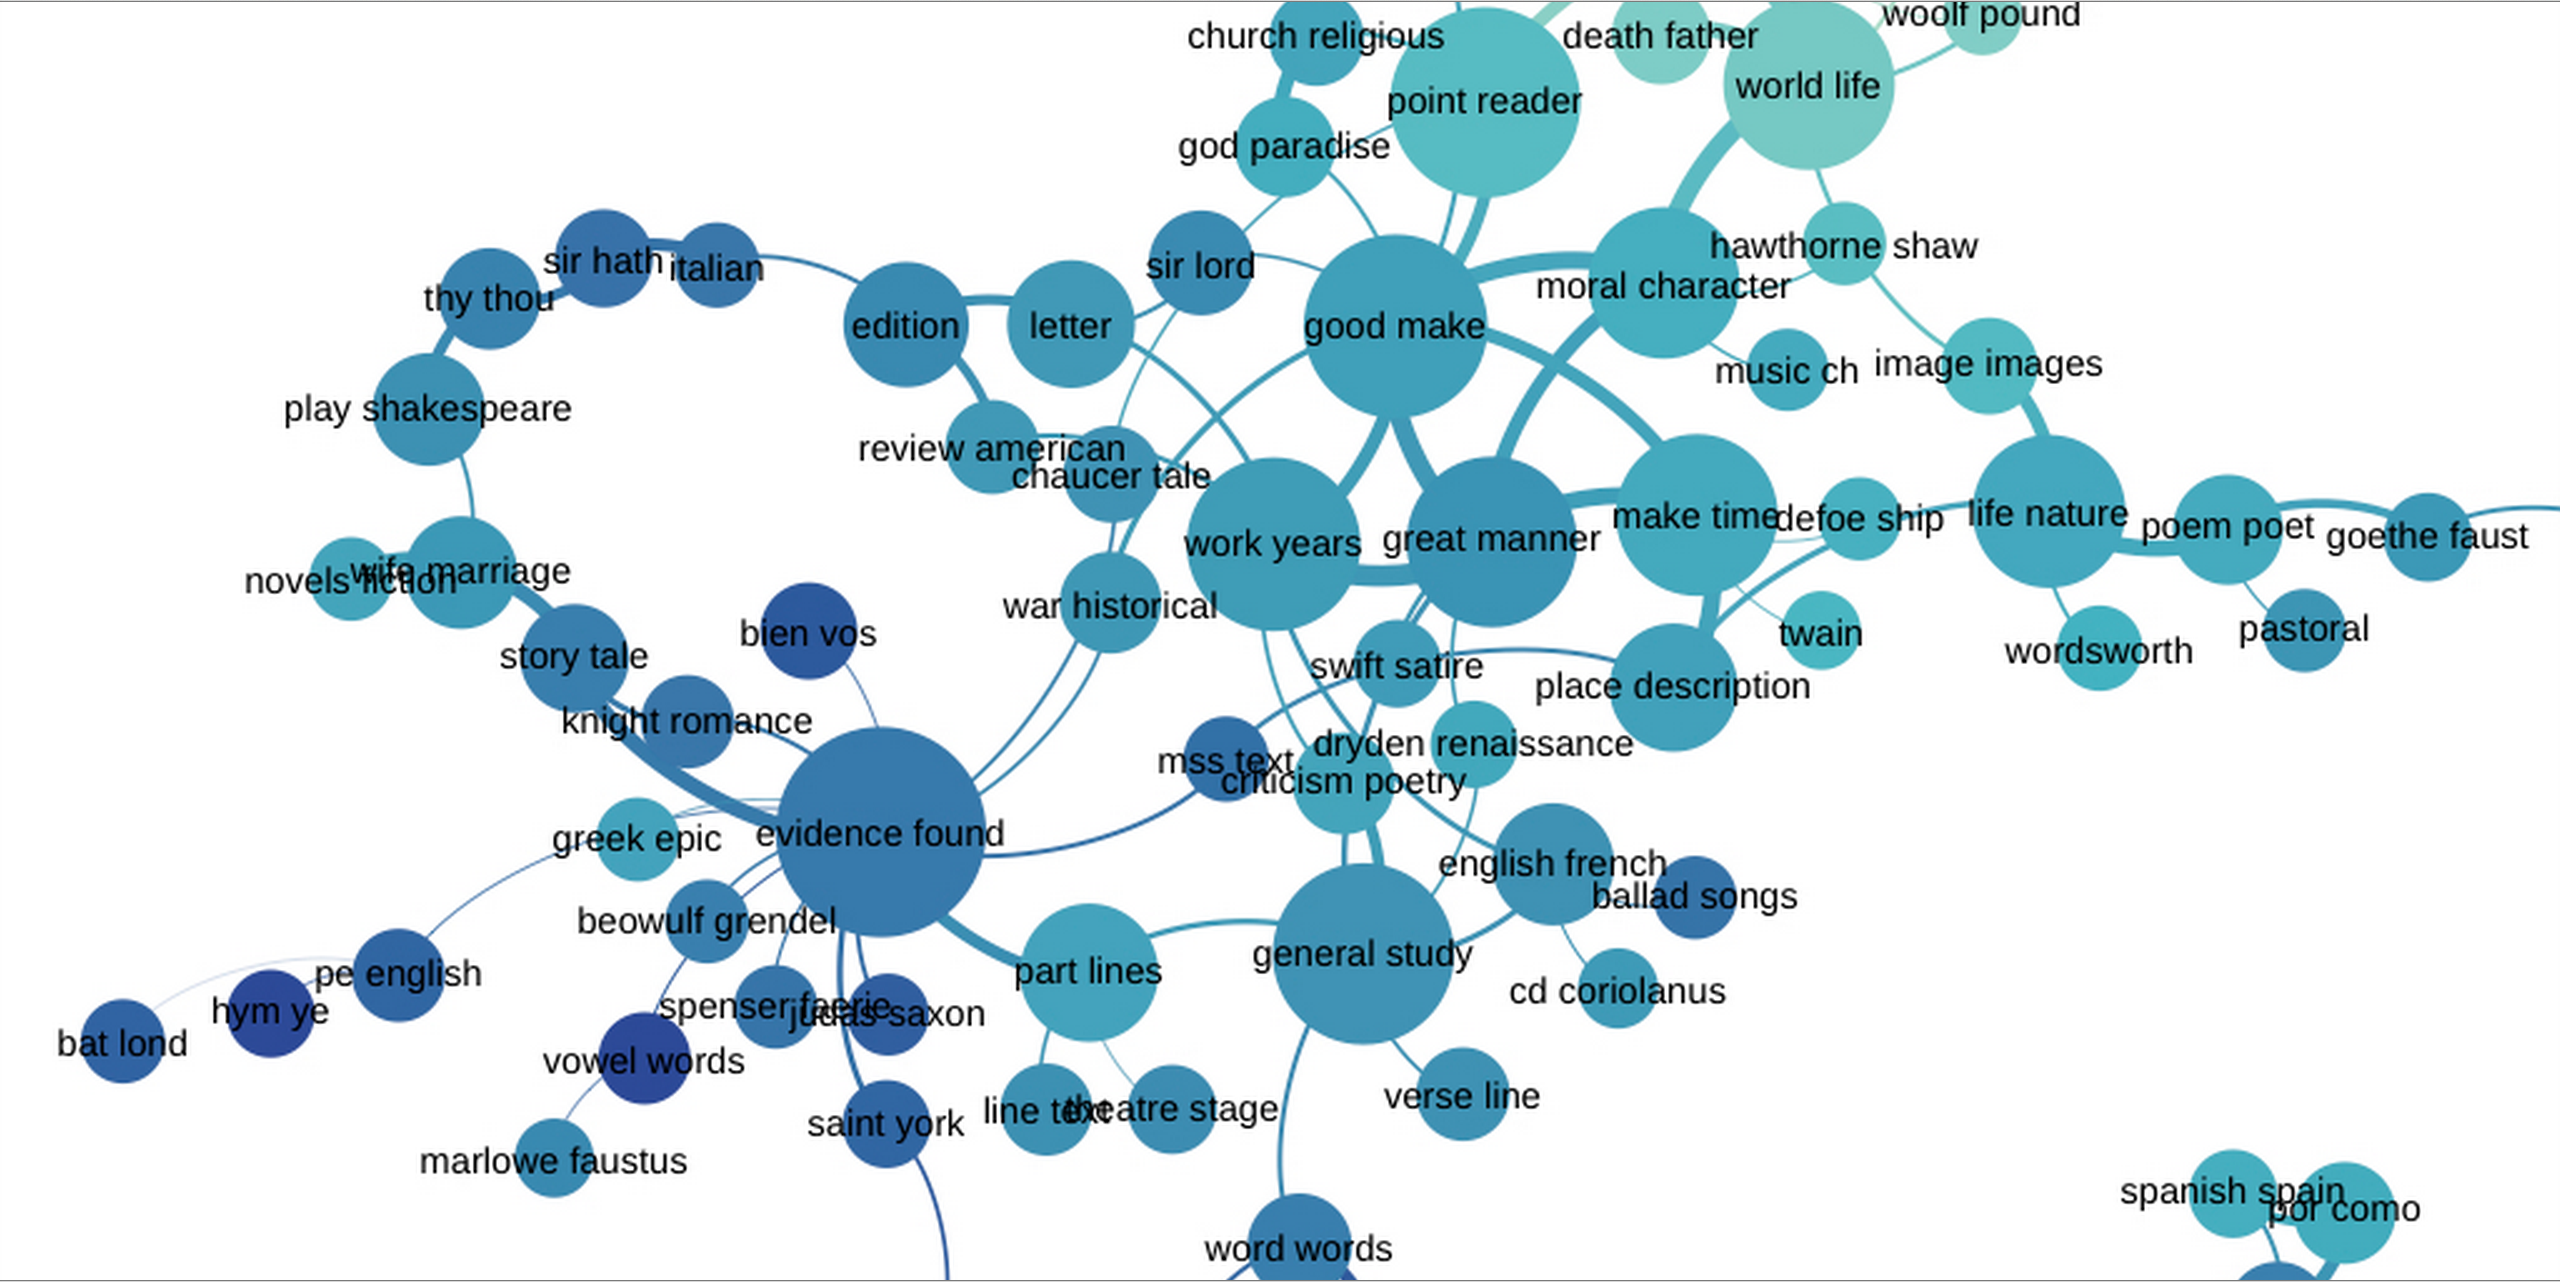 woolf pound
church religious
death father
world life
point reader
god paradise
hawthorne shaw
sir hath
italian
sir lord
moral character
thy thou
edition
letter
good make
image images
music ch
play shakespeare
review american
chaucer tale
life nature
make time
defoe ship
poem poet
goethe faust
great manner
work years
wife marriage
novels fiction
war historical
pastoral
bien vos
twain
wordsworth
story tale
swift satire
place description
knight romance
dryden renaissance
mss text
criticism poetry
evidence found
greek epic
english french
ballad songs
beowulf grendel
general study
part lines
pe english
cd coriolanus
spenser faerie
hym ye
judas saxon
bat lond
vowel words
verse line
line text
theatre stage
saint york
marlowe faustus
spanish spain
por como
word words